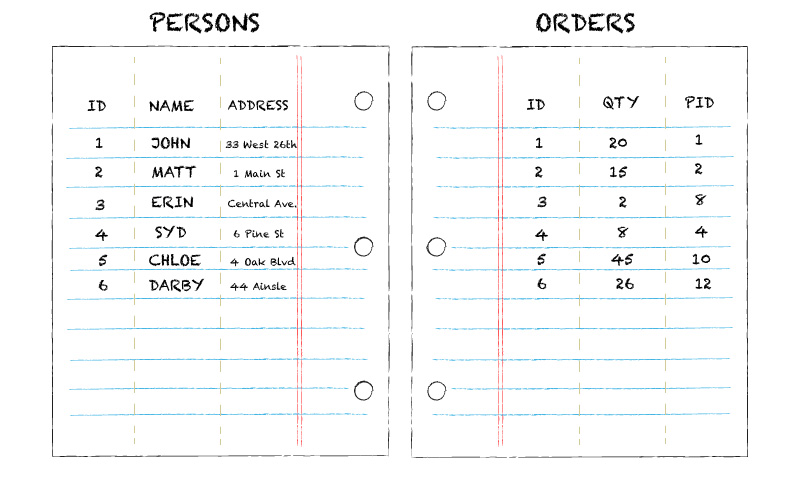 PERSONS
ID NAME ADDRESS
1 JOHN 33 West 26th
2 MATT 1 Main St
3 ERIN Central Ave.
4 SYD 6 Pine St
5 CHLOE 4 Oak Blvd
6 DARBY 44 Ainsle
ORDERS
ID QTY PID
1 20 1
2 15 2
3 2 8
4 8 4
5 45 10
6 26 12